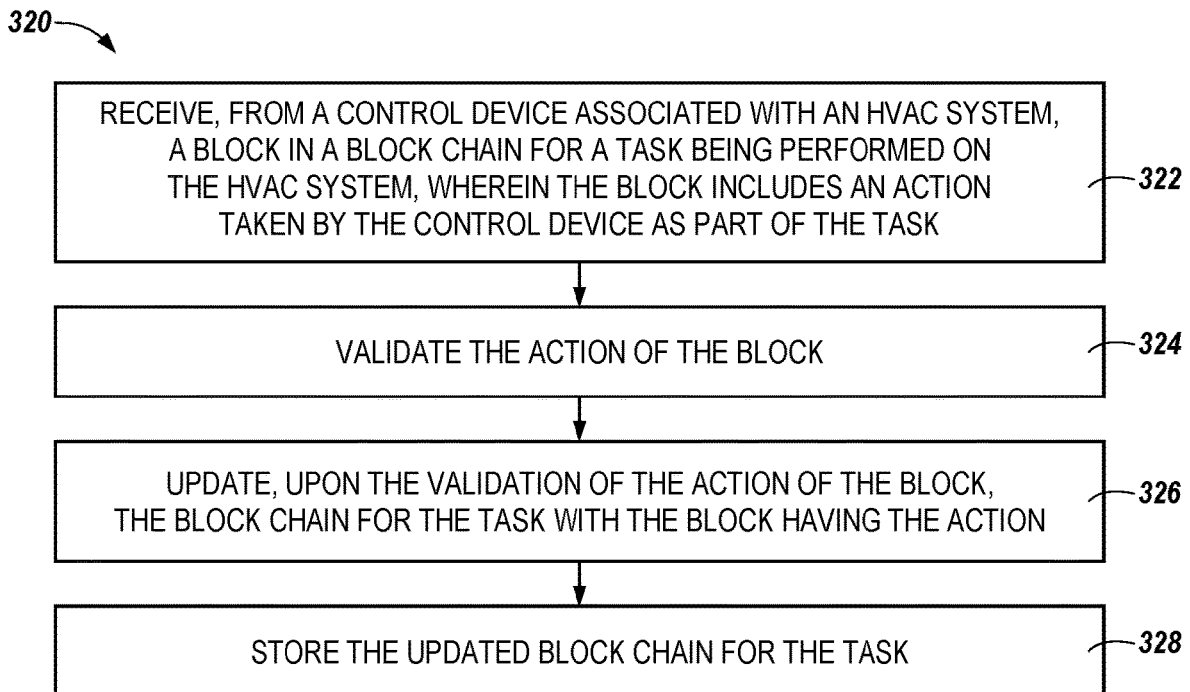 320
RECEIVE, FROM A CONTROL DEVICE ASSOCIATED WITH AN HVAC SYSTEM,
A BLOCK IN A BLOCK CHAIN FOR A TASK BEING PERFORMED ON
THE HVAC SYSTEM, WHEREIN THE BLOCK INCLUDES AN ACTION
TAKEN BY THE CONTROL DEVICE AS PART OF THE TASK
322
VALIDATE THE ACTION OF THE BLOCK
324
UPDATE, UPON THE VALIDATION OF THE ACTION OF THE BLOCK,
THE BLOCK CHAIN FOR THE TASK WITH THE BLOCK HAVING THE ACTION
326
STORE THE UPDATED BLOCK CHAIN FOR THE TASK
328